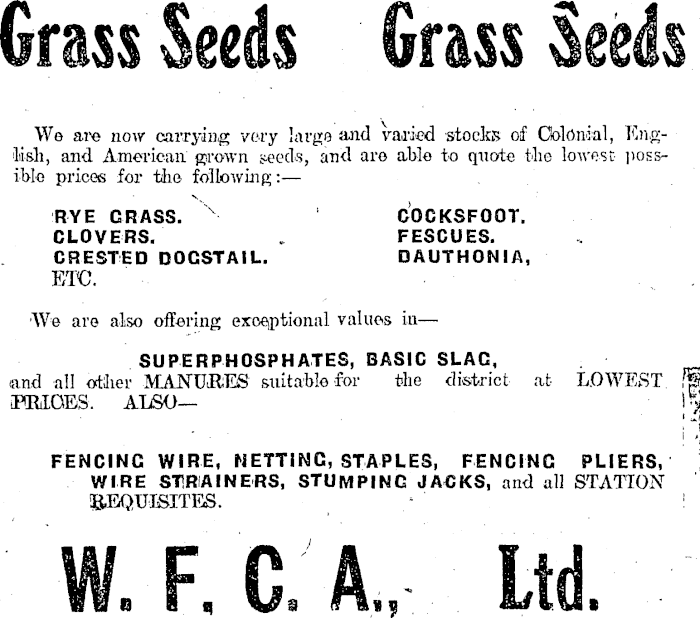 Grass Seeds Grass Seeds
We are now carrying very large and varied stocks of Colonial, Eng-
lish, and American grown seeds, and are able to quote the lowest poss-
ible prices for the following:—
RYE GRASS. COCKSFOOT.
CLOVERS. FESCUES.
CRESTED DOGSTAIL. DAUTHONIA,
ETC.
We are also offering exceptional values in—
SUPERPHOSPHATES, BASIC SLAG,
and all other MANURES suitable for the district at LOWEST
PRICES. ALSO—
FENCING WIRE, NETTING, STAPLES, FENCING PLIERS,
WIRE STRAINERS, STUMPING JACKS, and all STATION
REQUISITES.
W. F. C. A., Ltd.